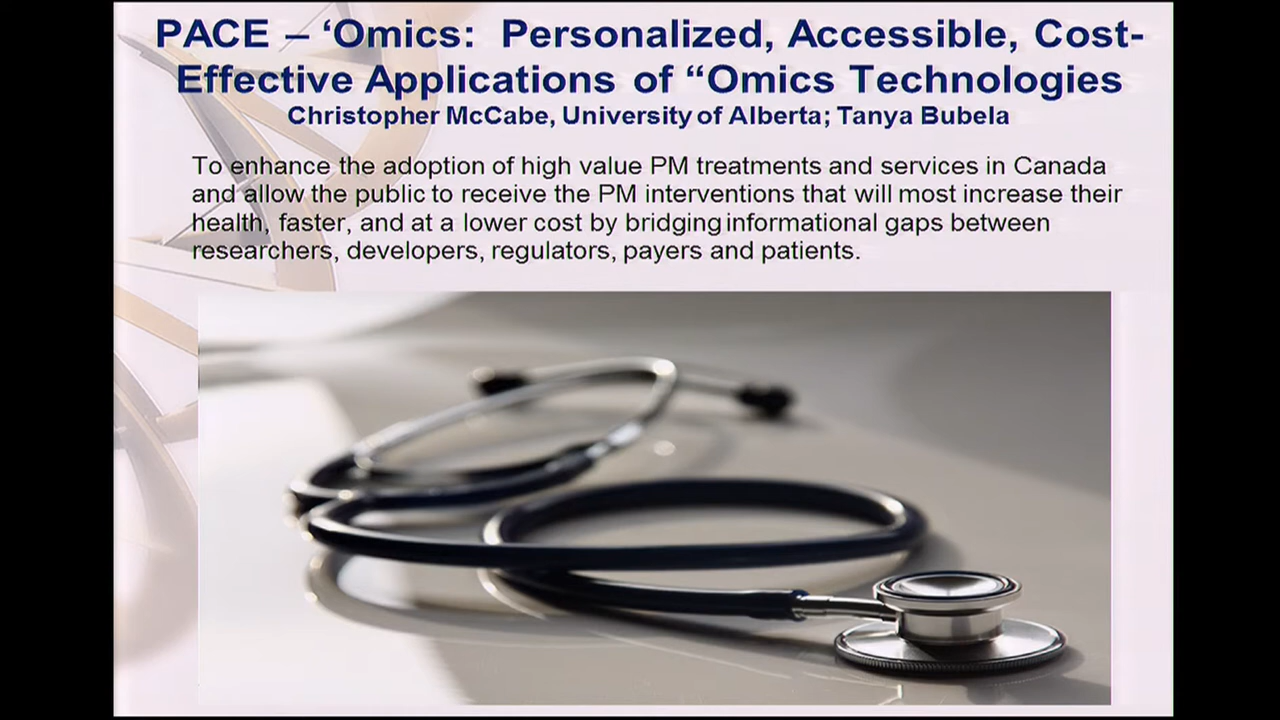 PACE – ‘Omics:  Personalized, Accessible, Cost-
Effective Applications of “Omics Technologies
Christopher McCabe, University of Alberta; Tanya Bubela
To enhance the adoption of high value PM treatments and services in Canada
and allow the public to receive the PM interventions that will most increase their
health, faster, and at a lower cost by bridging informational gaps between
researchers, developers, regulators, payers and patients.